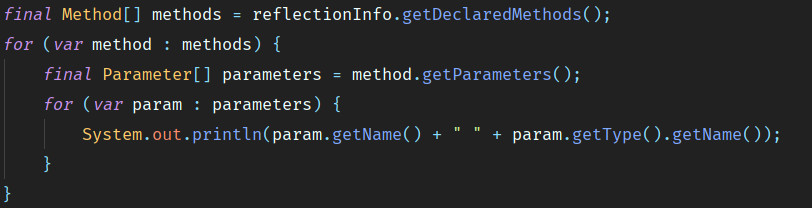 final Method[] methods = reflectionInfo.getDeclaredMethods();
for (var method : methods) {
    final Parameter[] parameters = method.getParameters();
    for (var param : parameters) {
        System.out.println(param.getName() + " " + param.getType().getName());
    }
}